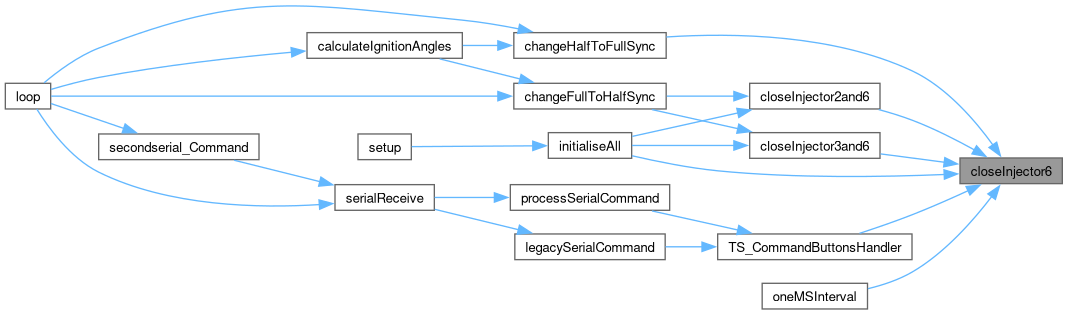 calculateIgnitionAngles
changeHalfToFullSync
loop
changeFullToHalfSync
closeInjector2and6
secondserial_Command
setup
initialiseAll
closeInjector3and6
closeInjector6
serialReceive
processSerialCommand
legacySerialCommand
TS_CommandButtonsHandler
oneMSInterval